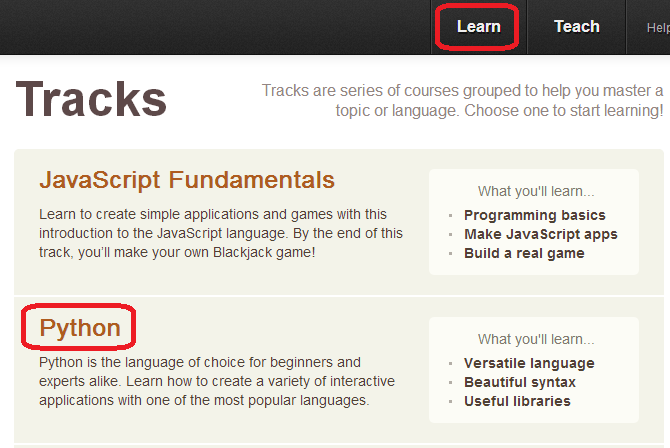 Learn Teach Help
Tracks
Tracks are series of courses grouped to help you master a
topic or language. Choose one to start learning!
JavaScript Fundamentals
Learn to create simple applications and games with this
introduction to the JavaScript language. By the end of this
track, you’ll make your own Blackjack game!
What you'll learn...
Programming basics
Make JavaScript apps
Build a real game
Python
Python is the language of choice for beginners and
experts alike. Learn how to create a variety of interactive
applications with one of the most popular languages.
What you'll learn...
Versatile language
Beautiful syntax
Useful libraries